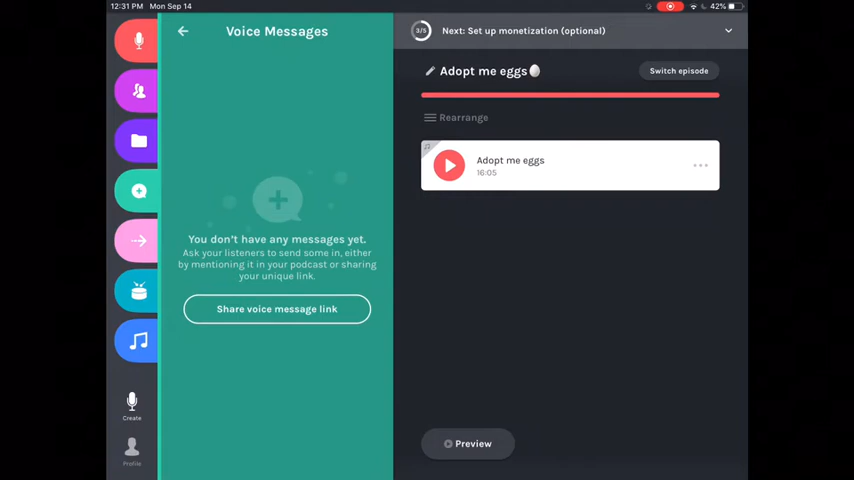 12:31 PM Mon Sep 14
42%
Voice Messages
3/5
Next: Set up monetization (optional)
Adopt me eggs🥚
Switch episode
Rearrange
Adopt me eggs
16:05
You don't have any messages yet.
Ask your listeners to send some in, either
by mentioning it in your podcast or sharing
your unique link.
Share voice message link
Create
Profile
Preview